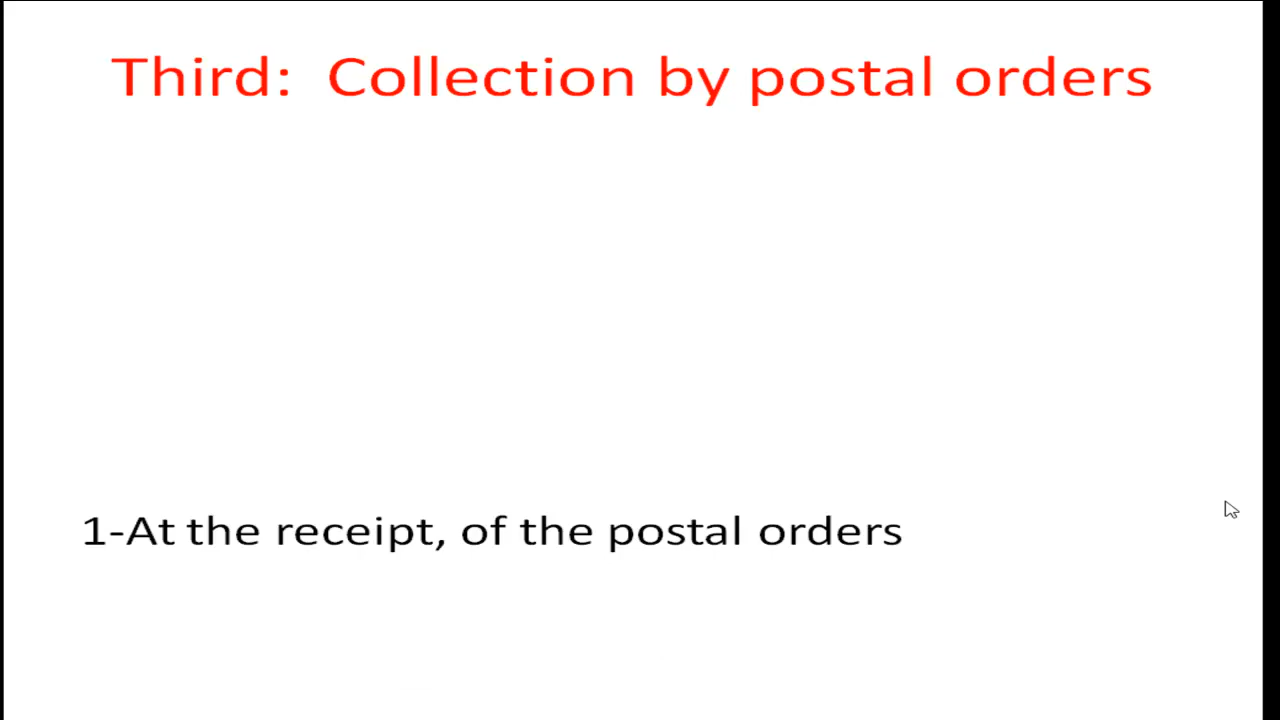 Third:  Collection by postal orders
1-At the receipt, of the postal orders